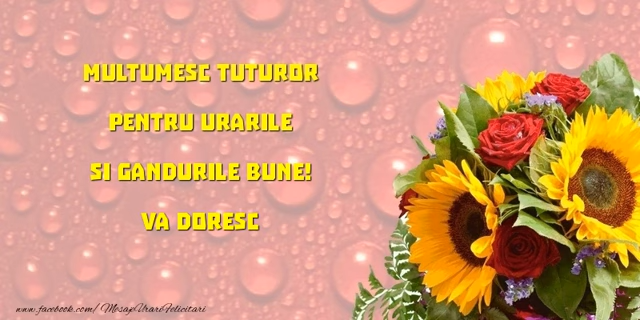 MULTUMESC TUTUROR
PENTRU URARILE
SI GANDURILE BUNE!
VA DORESC
www.facebook.com/MesajeUrariFelicitari